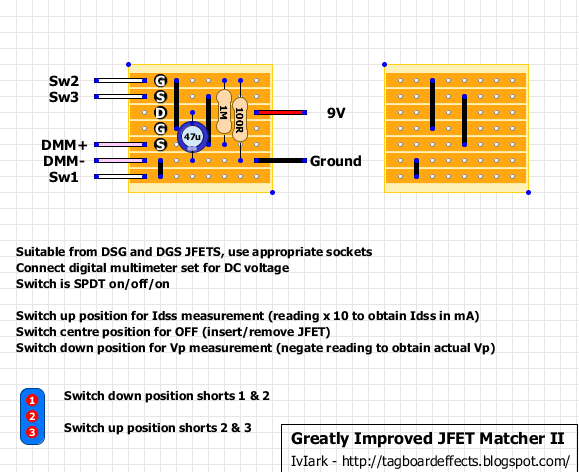 Sw2
G
Sw3
S
D
9V
G
DMM+
S
DMM-
Ground
Sw1
47u
1M
100R
Suitable from DSG and DGS JFETS, use appropriate sockets
Connect digital multimeter set for DC voltage
Switch is SPDT on/off/on
Switch up position for Idss measurement (reading x 10 to obtain Idss in mA)
Switch centre position for OFF (insert/remove JFET)
Switch down position for Vp measurement (negate reading to obtain actual Vp)
1
2
3
Switch down position shorts 1 & 2
Switch up position shorts 2 & 3
Greatly Improved JFET Matcher II
IvIark - http://tagboardeffects.blogspot.com/